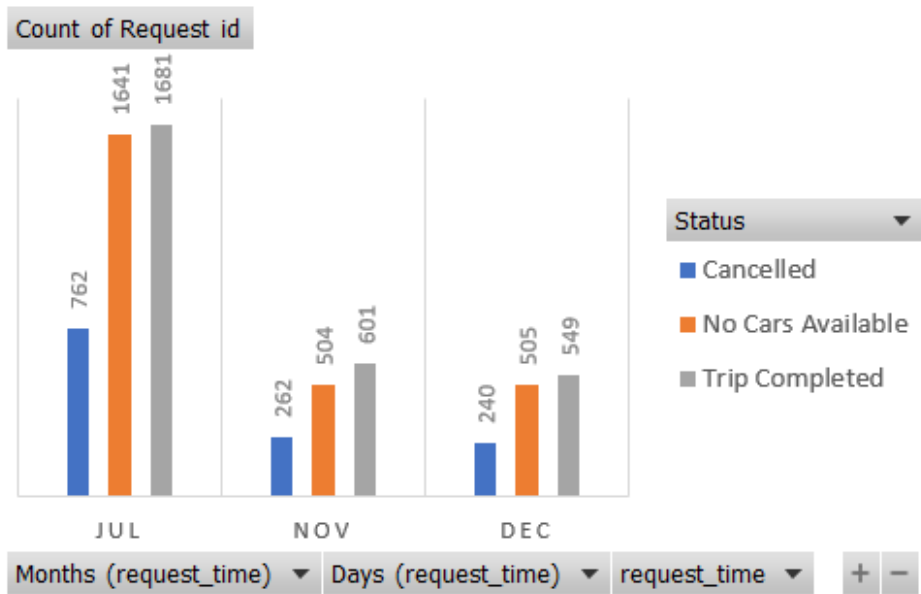 Count of Request id
762
1641
1681
262
504
601
240
505
549
JUL
NOV
DEC
Status
Cancelled
No Cars Available
Trip Completed
Months (request_time)
Days (request_time)
request_time
+
−